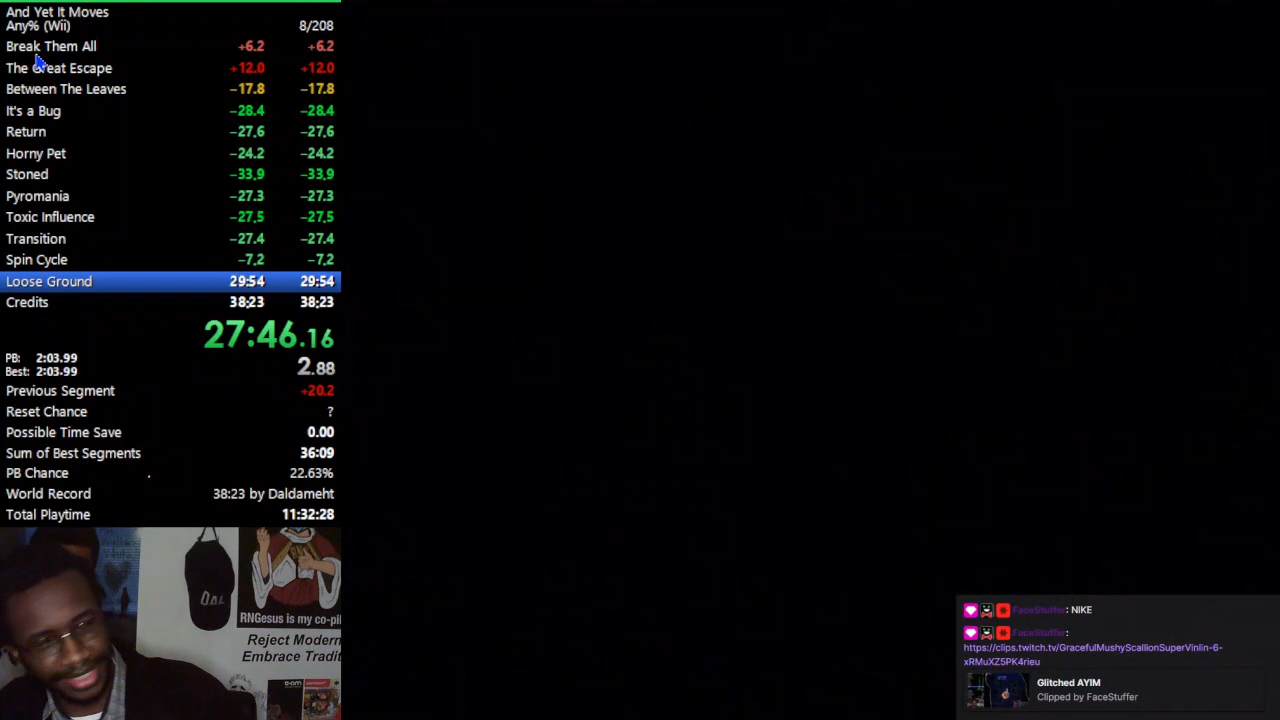 And Yet It Moves
Any% (Wii) 8/208
Break Them All +6.2 +6.2
The Great Escape +12.0 +12.0
Between The Leaves −17.8 −17.8
It's a Bug −28.4 −28.4
Return −27.6 −27.6
Horny Pet −24.2 −24.2
Stoned −33.9 −33.9
Pyromania −27.3 −27.3
Toxic Influence −27.5 −27.5
Transition −27.4 −27.4
Spin Cycle −7.2 −7.2
Loose Ground 29:54 29:54
Credits 38:23 38:23
27:46.16
PB: 2:03.99
Best: 2:03.99
2.88
Previous Segment +20.2
Reset Chance ?
Possible Time Save 0.00
Sum of Best Segments 36:09
PB Chance 22.63%
World Record 38:23 by Daldameht
Total Playtime 11:32:28
DAL
RNGesus is my co-pil
Reject Modern
Embrace Tradit
FaceStuffer: NIKE
FaceStuffer:
https://clips.twitch.tv/GracefulMushyScallionSuperVinlin-6-
xRMuXZ5PK4rieu
Glitched AYIM
Clipped by FaceStuffer